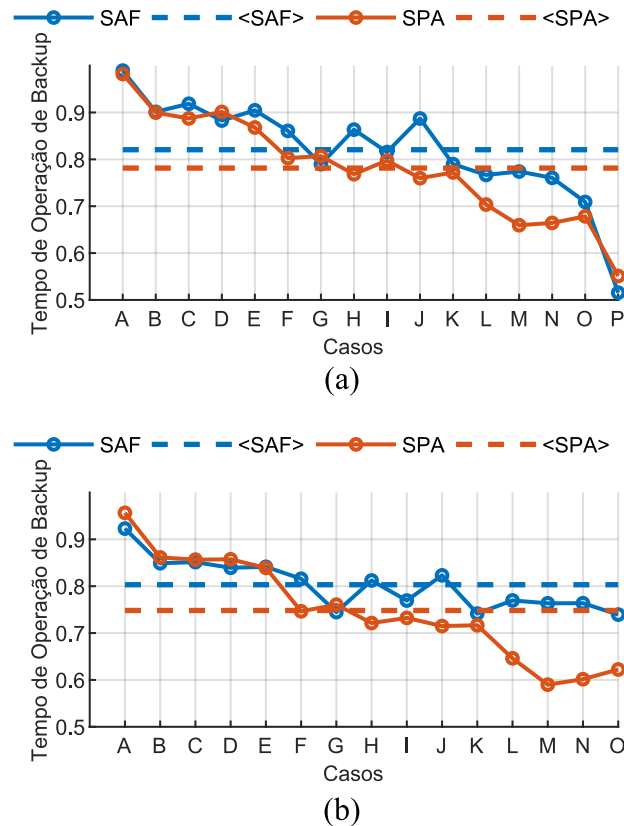 SAF <SAF> SPA <SPA>
Tempo de Operação de Backup
0.9
0.8
0.7
0.6
0.5
A B C D E F G H I J K L M N O P
Casos
(a)
SAF <SAF> SPA <SPA>
Tempo de Operação de Backup
0.9
0.8
0.7
0.6
0.5
A B C D E F G H I J K L M N O
Casos
(b)